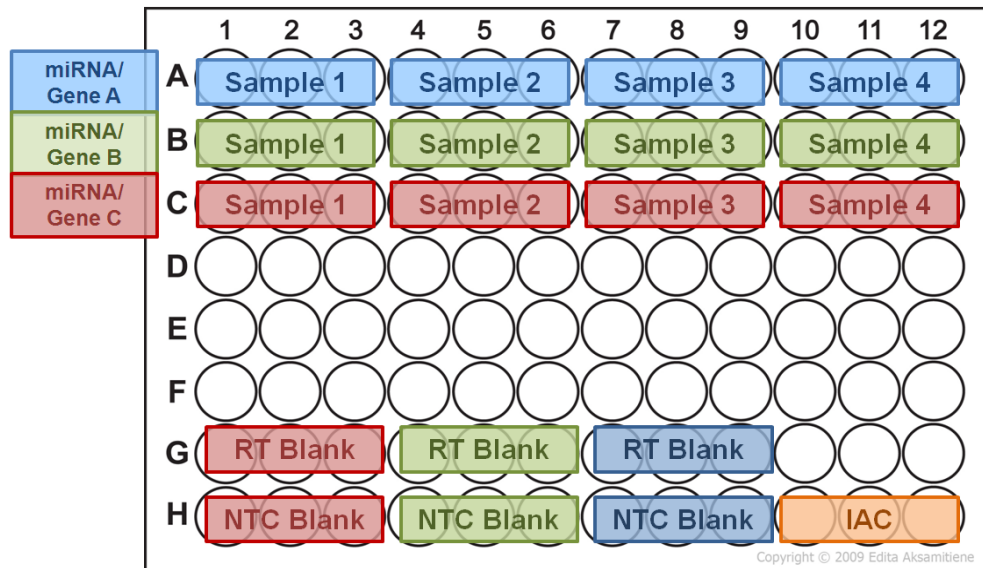 1 2 3 4 5 6 7 8 9 10 11 12
miRNA/
Gene A
A Sample 1 Sample 2 Sample 3 Sample 4
miRNA/
Gene B
B Sample 1 Sample 2 Sample 3 Sample 4
miRNA/
Gene C
C Sample 1 Sample 2 Sample 3 Sample 4
D
E
F
G RT Blank RT Blank RT Blank
H NTC Blank NTC Blank NTC Blank IAC
Copyright © 2009 Edita Aksamitiene